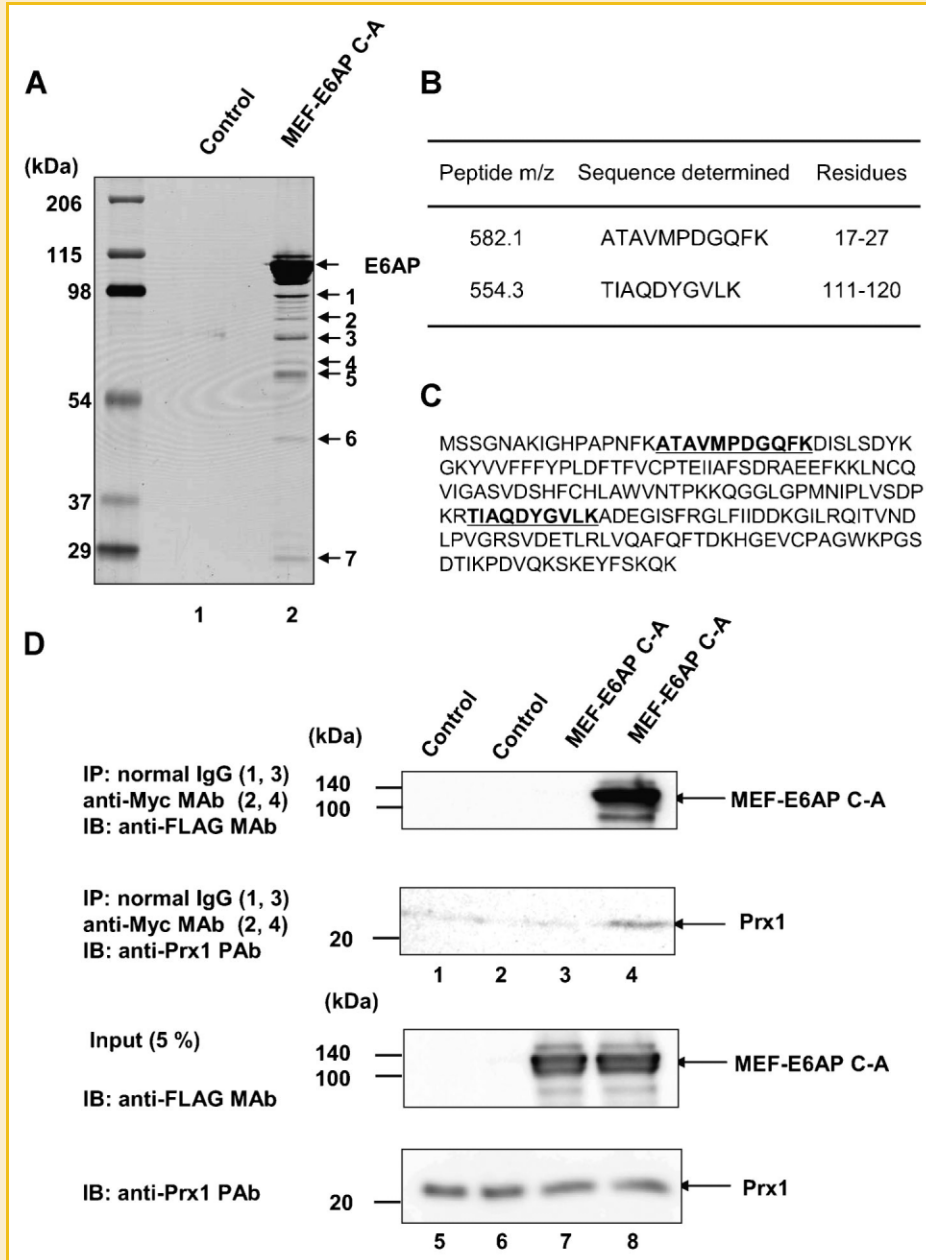 A
Control
MEF-E6AP C-A
(kDa)
206
115
98
54
37
29
E6AP
1
2
3
4
5
6
7
1 2
B
Peptide m/z Sequence determined Residues
582.1 ATAVMPDGQFK 17-27
554.3 TIAQDYGVLK 111-120
C
MSSGNAKIGHPAPNFKATAVMPDGQFKDISLSDYK
GKYVVFFFYPLDFTFVCPTEIIAFSDRAEEFKKLNCQ
VIGASVDSHFCHLAWVNTPKKQGGLGPMNIPLVSDP
KRTIAQDYGVLKADEGISFRGLFIIDDKGILRQITVND
LPVGRSVDETLRLVQAFQFTDKHGEVCPAGWKPGS
DTIKPDVQKSKEYFSKQK
D
Control
Control
MEF-E6AP C-A
MEF-E6AP C-A
(kDa)
IP: normal IgG (1, 3)
anti-Myc MAb (2, 4)
IB: anti-FLAG MAb
140
100
MEF-E6AP C-A
IP: normal IgG (1, 3)
anti-Myc MAb (2, 4)
IB: anti-Prx1 PAb
20
Prx1
1 2 3 4
(kDa)
Input (5 %)
IB: anti-FLAG MAb
140
100
MEF-E6AP C-A
IB: anti-Prx1 PAb
20
Prx1
5 6 7 8